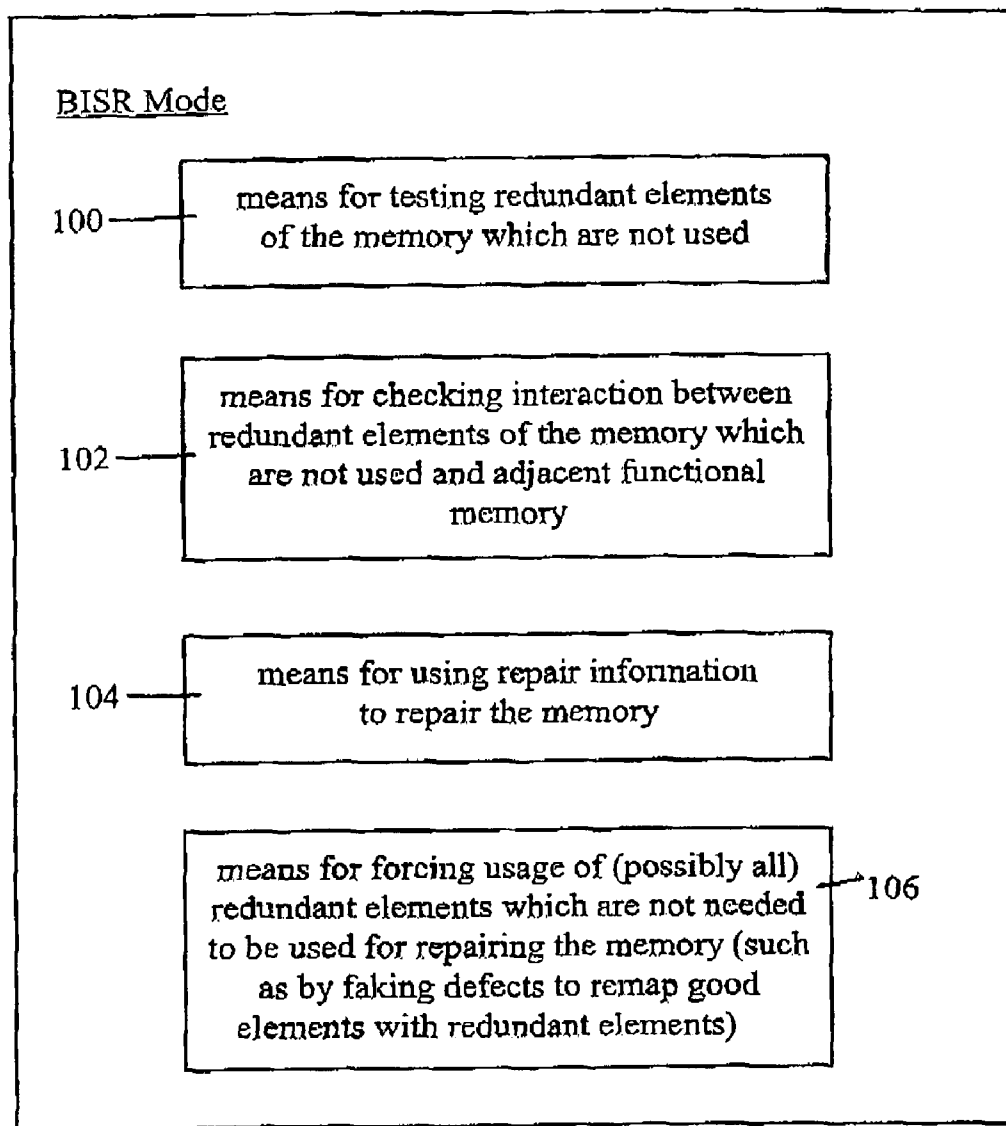 BISR Mode
100
means for testing redundant elements
of the memory which are not used
102
means for checking interaction between
redundant elements of the memory which
are not used and adjacent functional
memory
104
means for using repair information
to repair the memory
means for forcing usage of (possibly all)
redundant elements which are not needed
to be used for repairing the memory (such
as by faking defects to remap good
elements with redundant elements)
106